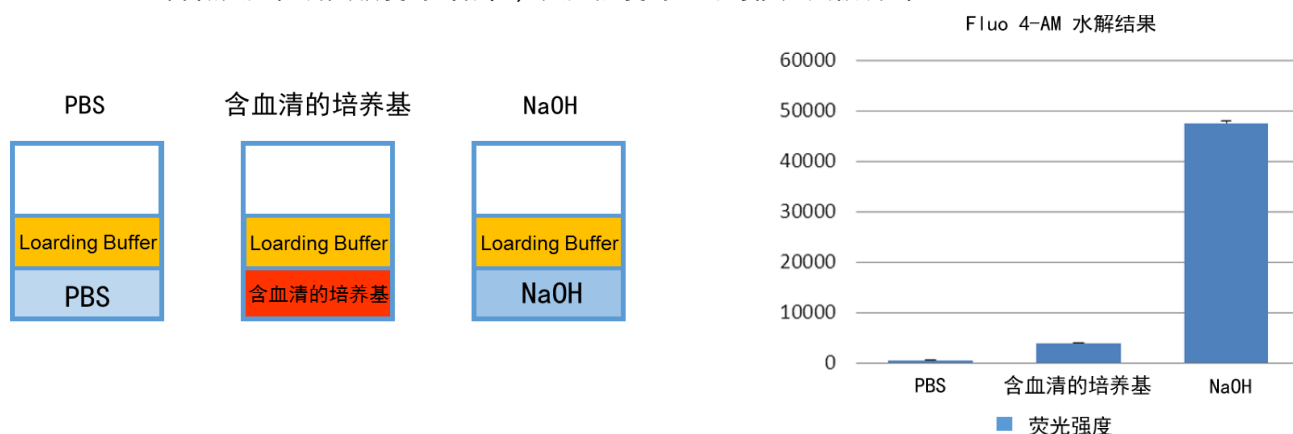 Fluo 4-AM 水解结果
PBS
含血清的培养基
NaOH
Loarding Buffer
Loarding Buffer
Loarding Buffer
PBS
含血清的培养基
NaOH
60000
50000
40000
30000
20000
10000
0
PBS
含血清的培养基
NaOH
荧光强度